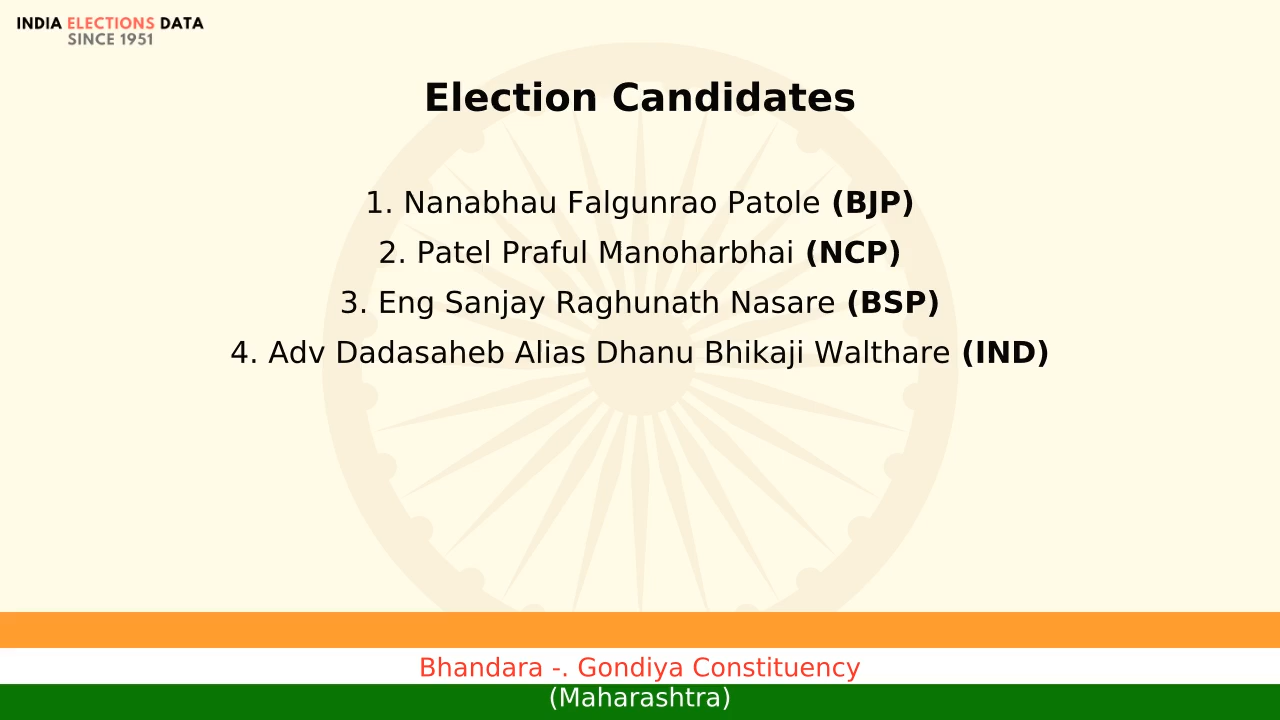 INDIA ELECTIONS DATA
SINCE 1951
Election Candidates
1. Nanabhau Falgunrao Patole (BJP)
2. Patel Praful Manoharbhai (NCP)
3. Eng Sanjay Raghunath Nasare (BSP)
4. Adv Dadasaheb Alias Dhanu Bhikaji Walthare (IND)
Bhandara -. Gondiya Constituency
(Maharashtra)